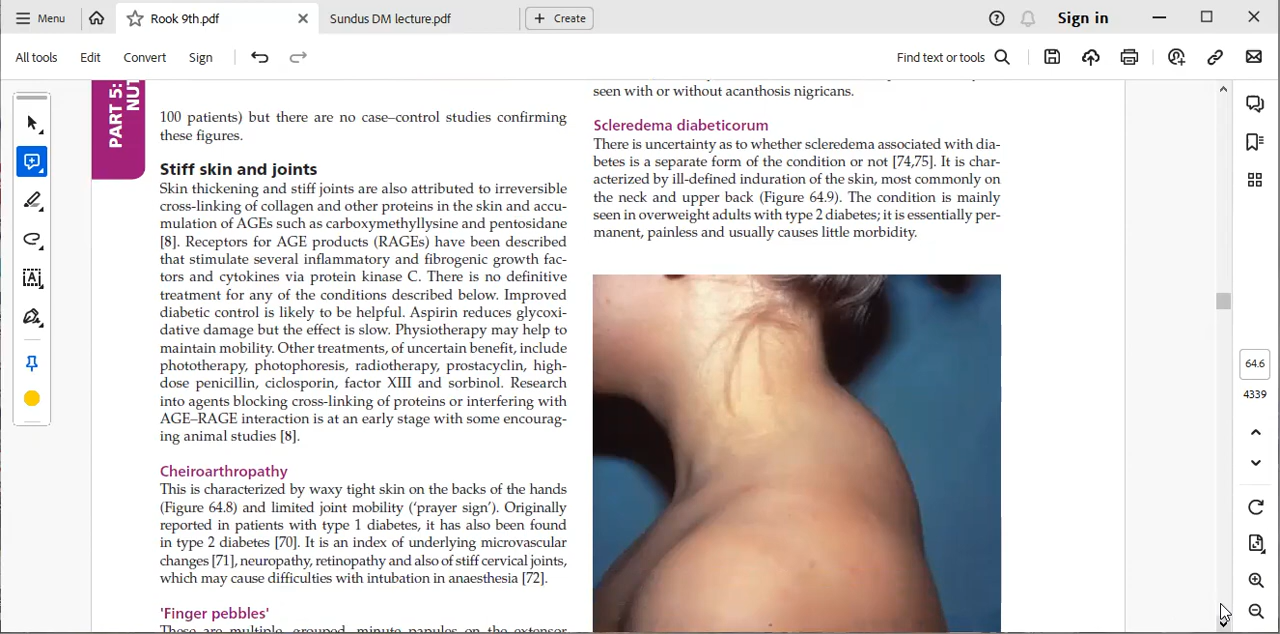 Menu
Rook 9th.pdf
Sundus DM lecture.pdf
Create
Sign in
All tools
Edit
Convert
Sign
Find text or tools
PART 5:
NUT
100 patients) but there are no case–control studies confirming
these figures.
Stiff skin and joints
Skin thickening and stiff joints are also attributed to irreversible
cross-linking of collagen and other proteins in the skin and accu-
mulation of AGEs such as carboxymethyllysine and pentosidine
[8]. Receptors for AGE products (RAGEs) have been described
that stimulate several inflammatory and fibrogenic growth fac-
tors and cytokines via protein kinase C. There is no definitive
treatment for any of the conditions described below. Improved
diabetic control is likely to be helpful. Aspirin reduces glycoxi-
dative damage but the effect is slow. Physiotherapy may help to
maintain mobility. Other treatments, of uncertain benefit, include
phototherapy, photophoresis, radiotherapy, prostacyclin, high-
dose penicillin, ciclosporin, factor XIII and sorbinol. Research
into agents blocking cross-linking of proteins or interfering with
AGE–RAGE interaction is at an early stage with some encourag-
ing animal studies [8].
Cheiroarthropathy
This is characterized by waxy tight skin on the backs of the hands
(Figure 64.8) and limited joint mobility (‘prayer sign’). Originally
reported in patients with type 1 diabetes, it has also been found
in type 2 diabetes [70]. It is an index of underlying microvascular
changes [71], neuropathy, retinopathy and also of stiff cervical joints,
which may cause difficulties with intubation in anaesthesia [72].
'Finger pebbles'
These are multiple, grouped, minute papules on the extensor
seen with or without acanthosis nigricans.
Scleredema diabeticorum
There is uncertainty as to whether scleredema associated with dia-
betes is a separate form of the condition or not [74,75]. It is char-
acterized by ill-defined induration of the skin, most commonly on
the neck and upper back (Figure 64.9). The condition is mainly
seen in overweight adults with type 2 diabetes; it is essentially per-
manent, painless and usually causes little morbidity.
64.6
4339